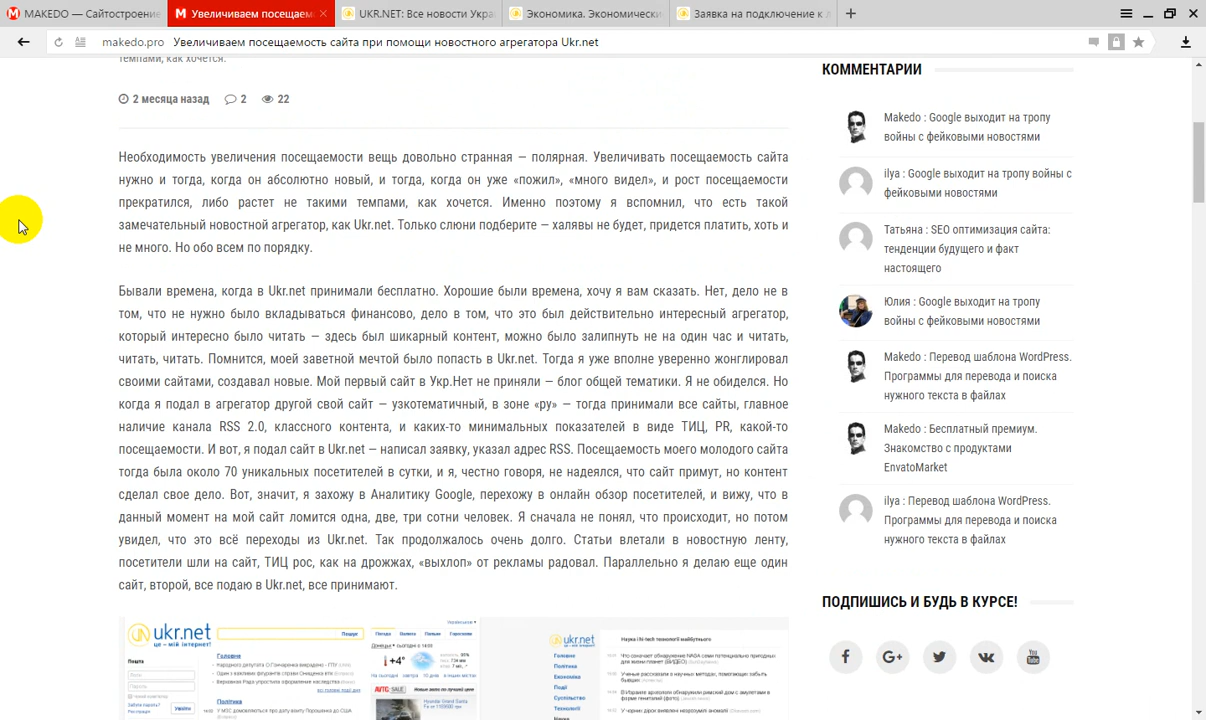 MAKEDO — Сайтостроение
Увеличиваем посещаем
UKR.NET: Все новости Укра
Экономика. Экономически
Заявка на подключение к
makedo.pro Увеличиваем посещаемость сайта при помощи новостного агрегатора Ukr.net
темпами, как хочется.
2 месяца назад 2 22
Необходимость увеличения посещаемости вещь довольно странная — полярная. Увеличивать посещаемость сайта
нужно и тогда, когда он абсолютно новый, и тогда, когда он уже «пожил», «много видел», и рост посещаемости
прекратился, либо растет не такими темпами, как хочется. Именно поэтому я вспомнил, что есть такой
замечательный новостной агрегатор, как Ukr.net. Только слюни подберите — халявы не будет, придется платить, хоть и
не много. Но обо всем по порядку.
Бывали времена, когда в Ukr.net принимали бесплатно. Хорошие были времена, хочу я вам сказать. Нет, дело не в
том, что не нужно было вкладываться финансово, дело в том, что это был действительно интересный агрегатор,
который интересно было читать — здесь был шикарный контент, можно было залипнуть не на один час и читать,
читать, читать. Помнится, моей заветной мечтой было попасть в Ukr.net. Тогда я уже вполне уверенно жонглировал
своими сайтами, создавал новые. Мой первый сайт в Укр.Нет не приняли — блог общей тематики. Я не обиделся. Но
когда я подал в агрегатор другой свой сайт — узкотематичный, в зоне «ру» — тогда принимали все сайты, главное
наличие канала RSS 2.0, классного контента, и каких-то минимальных показателей в виде ТИЦ, PR, какой-то
посещаемости. И вот, я подал сайт в Ukr.net — написал заявку, указал адрес RSS. Посещаемость моего молодого сайта
тогда была около 70 уникальных посетителей в сутки, и я, честно говоря, не надеялся, что сайт примут, но контент
сделал свое дело. Вот, значит, я захожу в Аналитику Google, перехожу в онлайн обзор посетителей, и вижу, что в
данный момент на мой сайт ломится одна, две, три сотни человек. Я сначала не понял, что происходит, но потом
увидел, что это всё переходы из Ukr.net. Так продолжалось очень долго. Статьи влетали в новостную ленту,
посетители шли на сайт, ТИЦ рос, как на дрожжах, «выхлоп» от рекламы радовал. Параллельно я делаю еще один
сайт, второй, все подаю в Ukr.net, все принимают.
ukr.net
це – мій інтернет!
Пошта
Увійти
Пошук
Головне
Політика
+4°
ukr.net
Головне
Політика
Економіка
Події
Суспільство
Технології
Наука
КОММЕНТАРИИ
Makedo : Google выходит на тропу
войны с фейковыми новостями
ilya : Google выходит на тропу войны с
фейковыми новостями
Татьяна : SEO оптимизация сайта:
тенденции будущего и факт
настоящего
Юлия : Google выходит на тропу
войны с фейковыми новостями
Makedo : Перевод шаблона WordPress.
Программы для перевода и поиска
нужного текста в файлах
Makedo : Бесплатный премиум.
Знакомство с продуктами
EnvatoMarket
ilya : Перевод шаблона WordPress.
Программы для перевода и поиска
нужного текста в файлах
ПОДПИШИСЬ И БУДЬ В КУРСЕ!